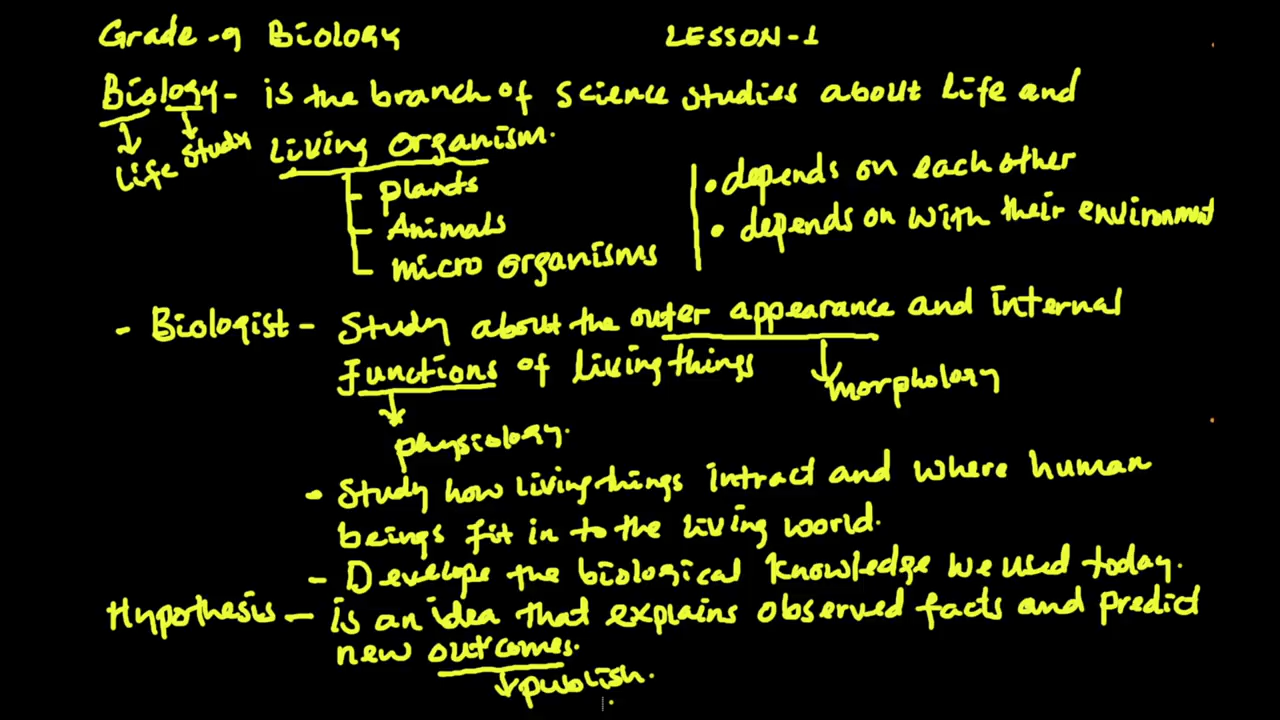 Grade-9 Biology LESSON-1
Biology- is the branch of science studies about life and
Life study Living organism.
plants
Animals
micro organisms
• depends on each other
• depends on with their environment
- Biologist - Study about the outer appearance and internal
Functions of living things
morphology
physiology.
- Study how living things intract and where human
beings fit in to the living world.
- Develope the biological knowledge we used today.
Hypothesis - is an idea that explains observed facts and predict
new outcomes.
publish.